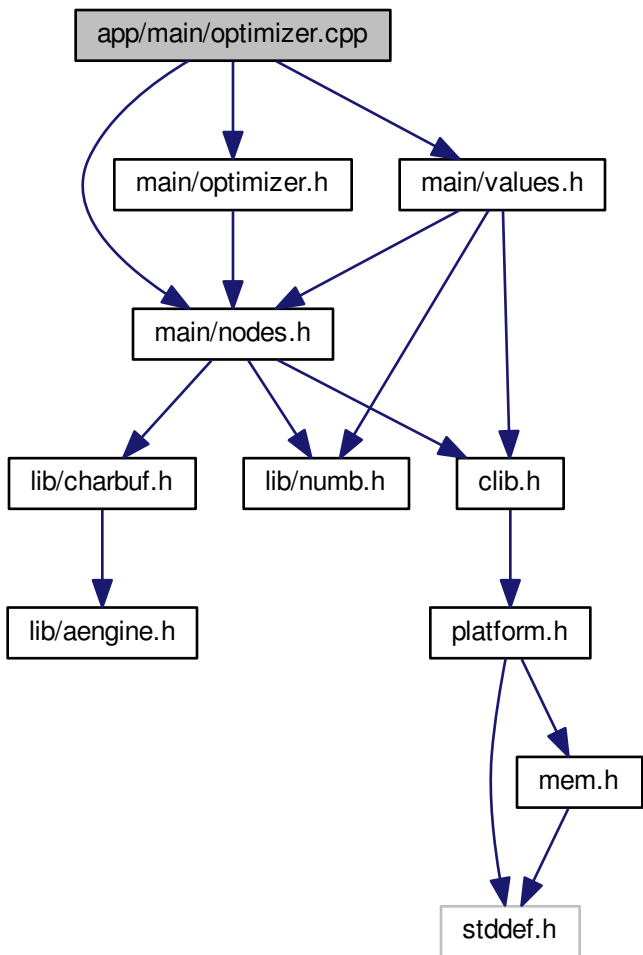 app/main/optimizer.cpp
main/optimizer.h
main/values.h
main/nodes.h
lib/charbuf.h
lib/numb.h
clib.h
lib/aengine.h
platform.h
mem.h
stddef.h